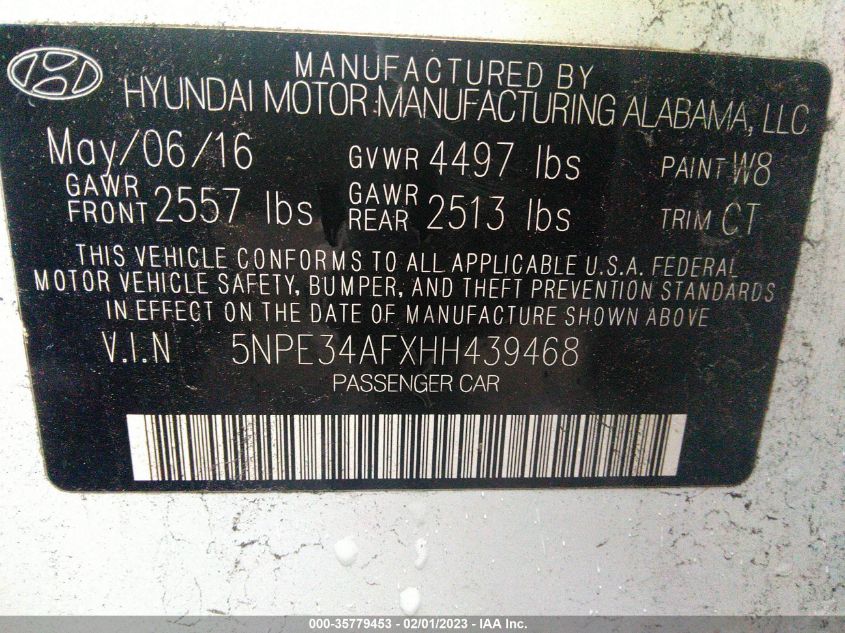 MANUFACTURED BY
HYUNDAI MOTOR MANUFACTURING ALABAMA, LLC
May/06/16 GVWR 4497 lbs PAINT W8
GAWR FRONT 2557 lbs GAWR REAR 2513 lbs TRIM CT
THIS VEHICLE CONFORMS TO ALL APPLICABLE U.S.A. FEDERAL
MOTOR VEHICLE SAFETY, BUMPER, AND THEFT PREVENTION STANDARDS
IN EFFECT ON THE DATE OF MANUFACTURE SHOWN ABOVE
V.I.N 5NPE34AFXHH439468
PASSENGER CAR
000-35779453 - 02/01/2023 - IAA Inc.